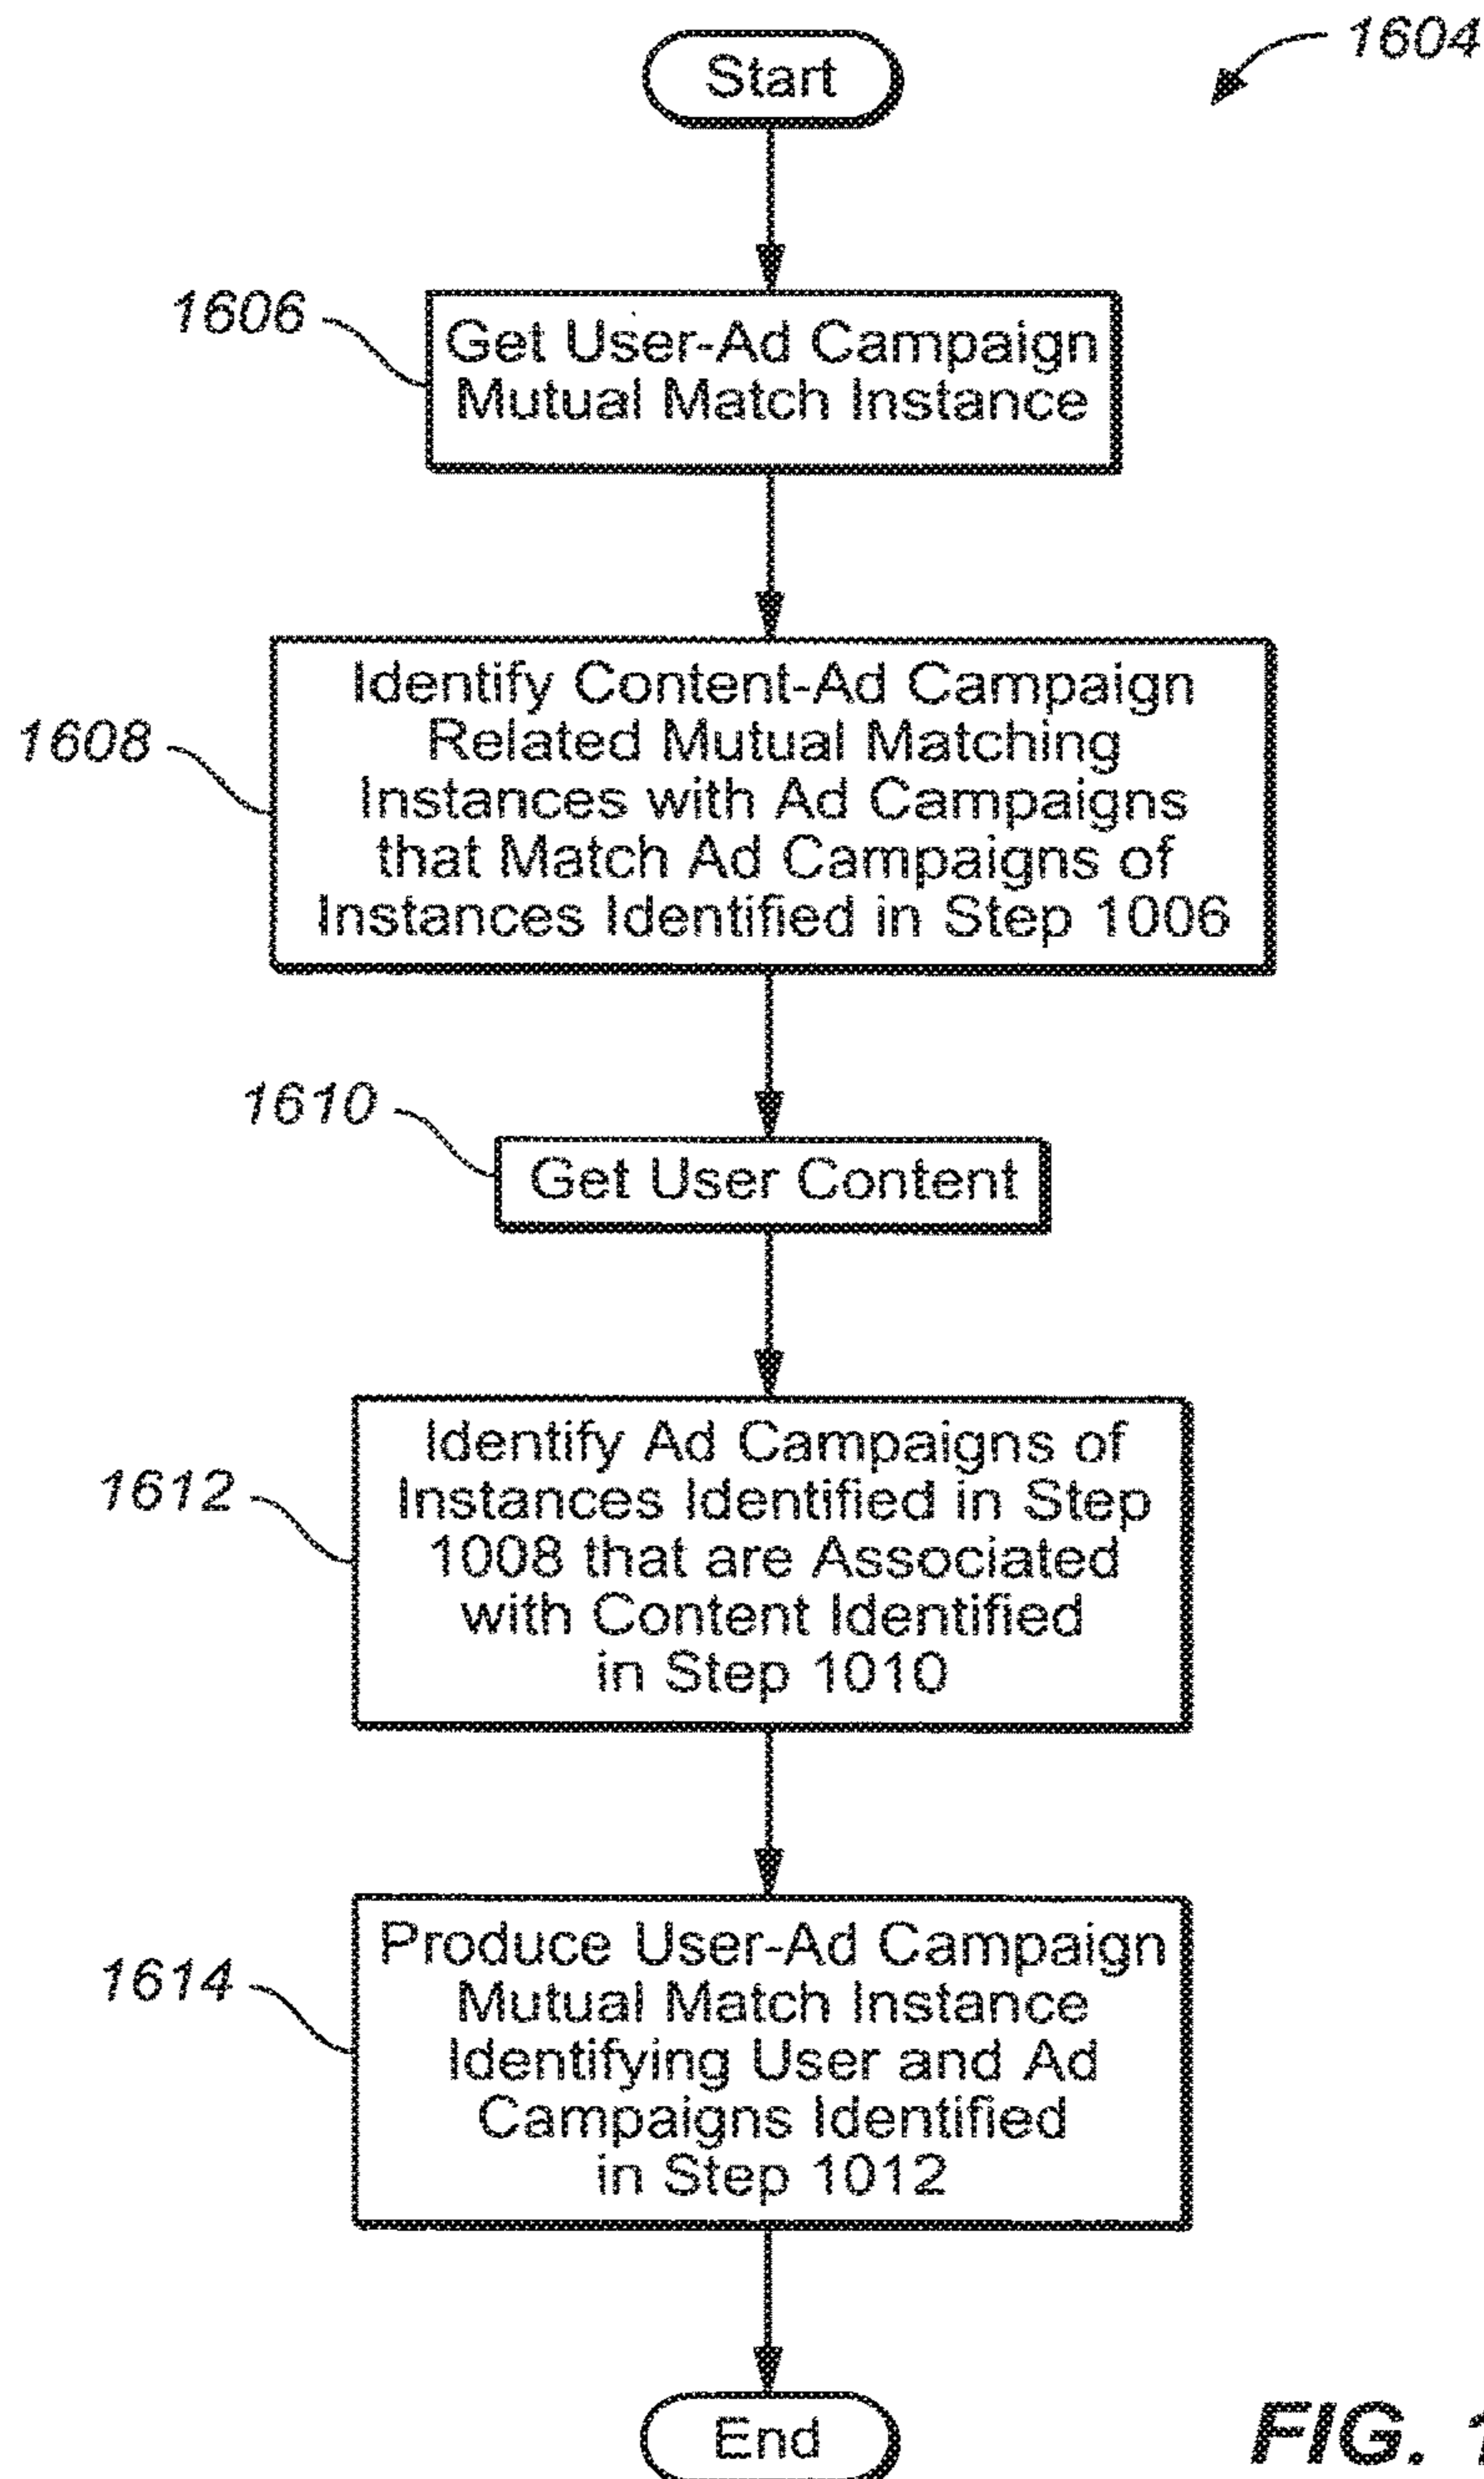 1604
Start
1606
Get User-Ad Campaign
Mutual Match Instance
1608
Identify Content-Ad Campaign
Related Mutual Matching
Instances with Ad Campaigns
that Match Ad Campaigns of
Instances Identified in Step 1006
1610
Get User Content
1612
Identify Ad Campaigns of
Instances Identified in Step
1008 that are Associated
with Content Identified
in Step 1010
1614
Produce User-Ad Campaign
Mutual Match Instance
Identifying User and Ad
Campaigns Identified
in Step 1012
End
FIG.